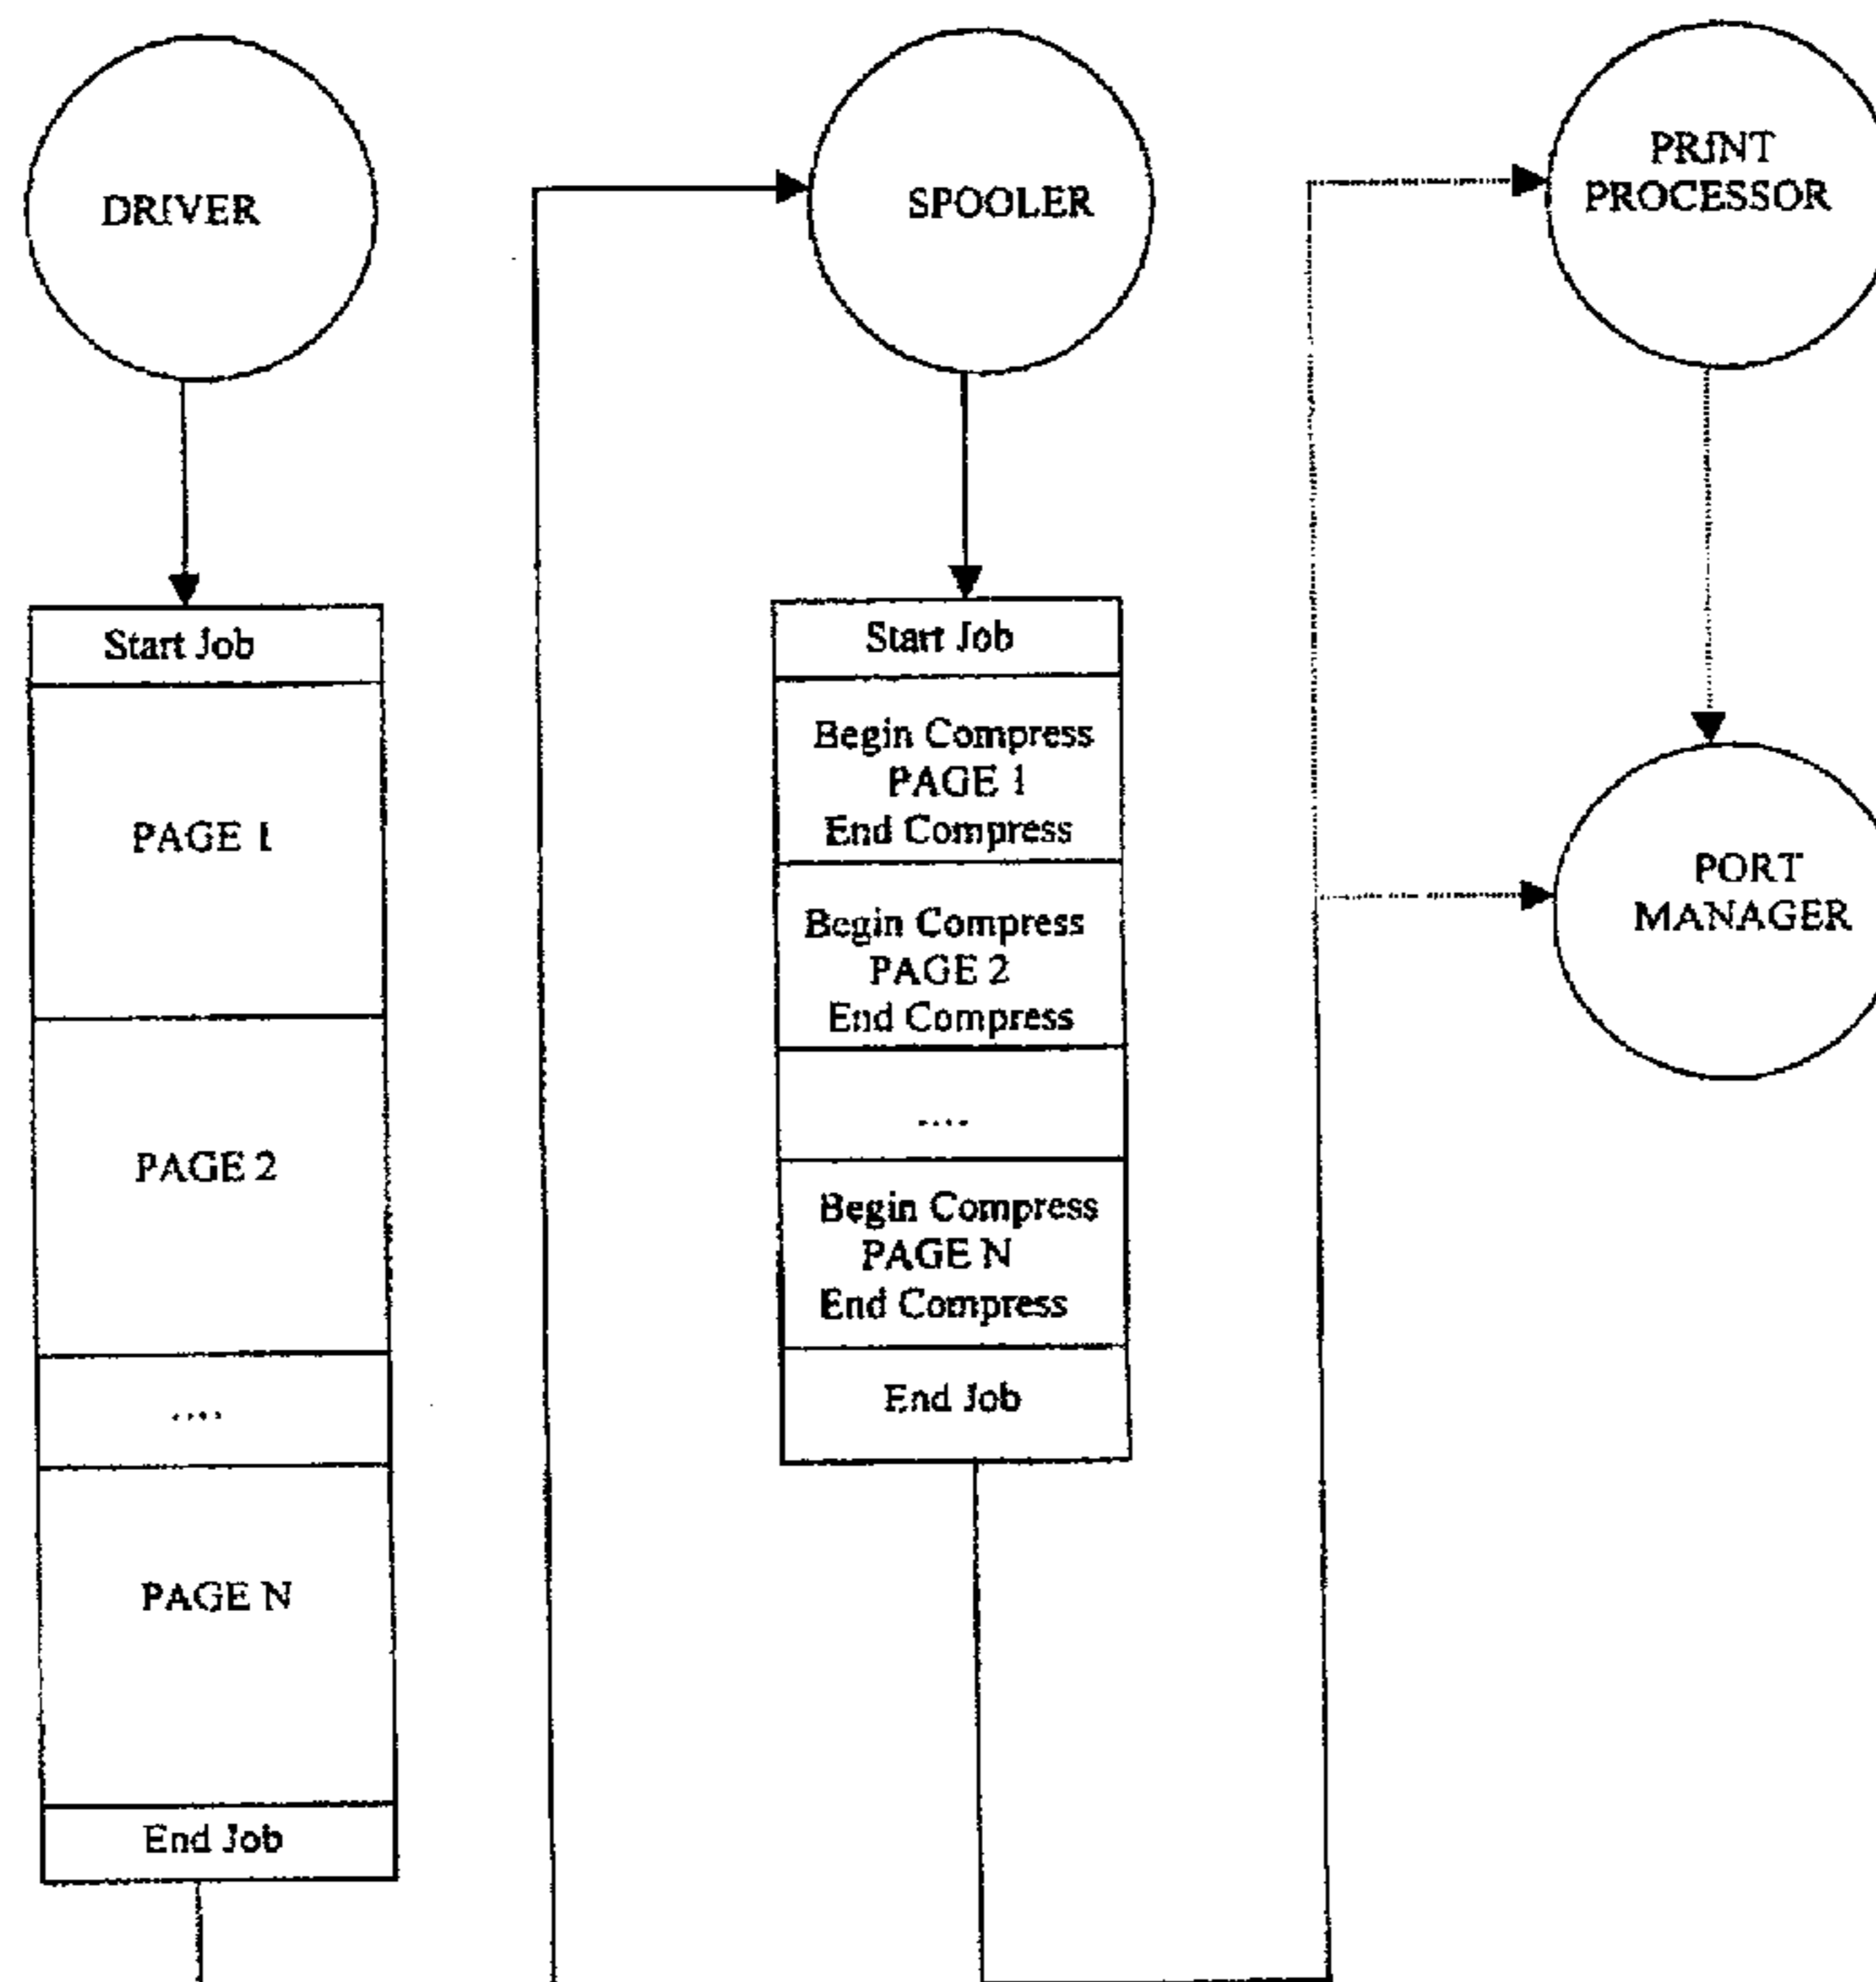 DRIVER
Start Job
PAGE 1
PAGE 2
....
PAGE N
End Job
SPOOLER
Start Job
Begin Compress
PAGE 1
End Compress
Begin Compress
PAGE 2
End Compress
....
Begin Compress
PAGE N
End Compress
End Job
PRINT
PROCESSOR
PORT
MANAGER